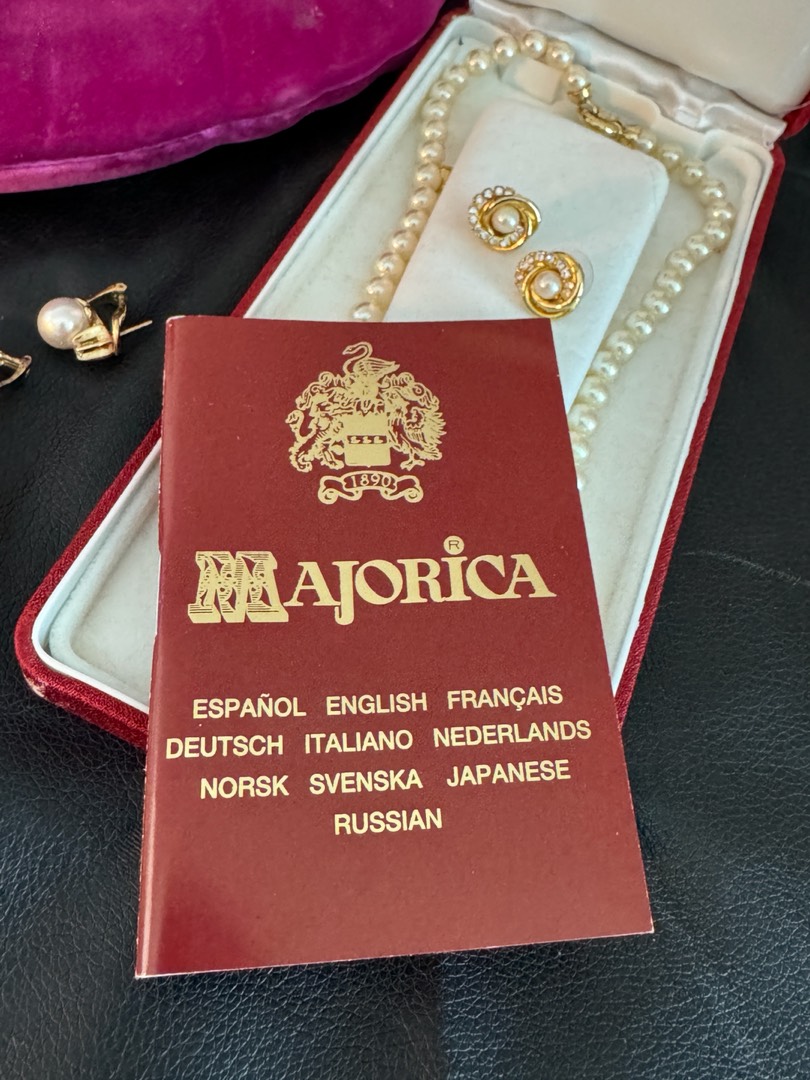 1890
MAJORICA®
ESPAÑOL ENGLISH FRANÇAIS
DEUTSCH ITALIANO NEDERLANDS
NORSK SVENSKA JAPANESE
RUSSIAN